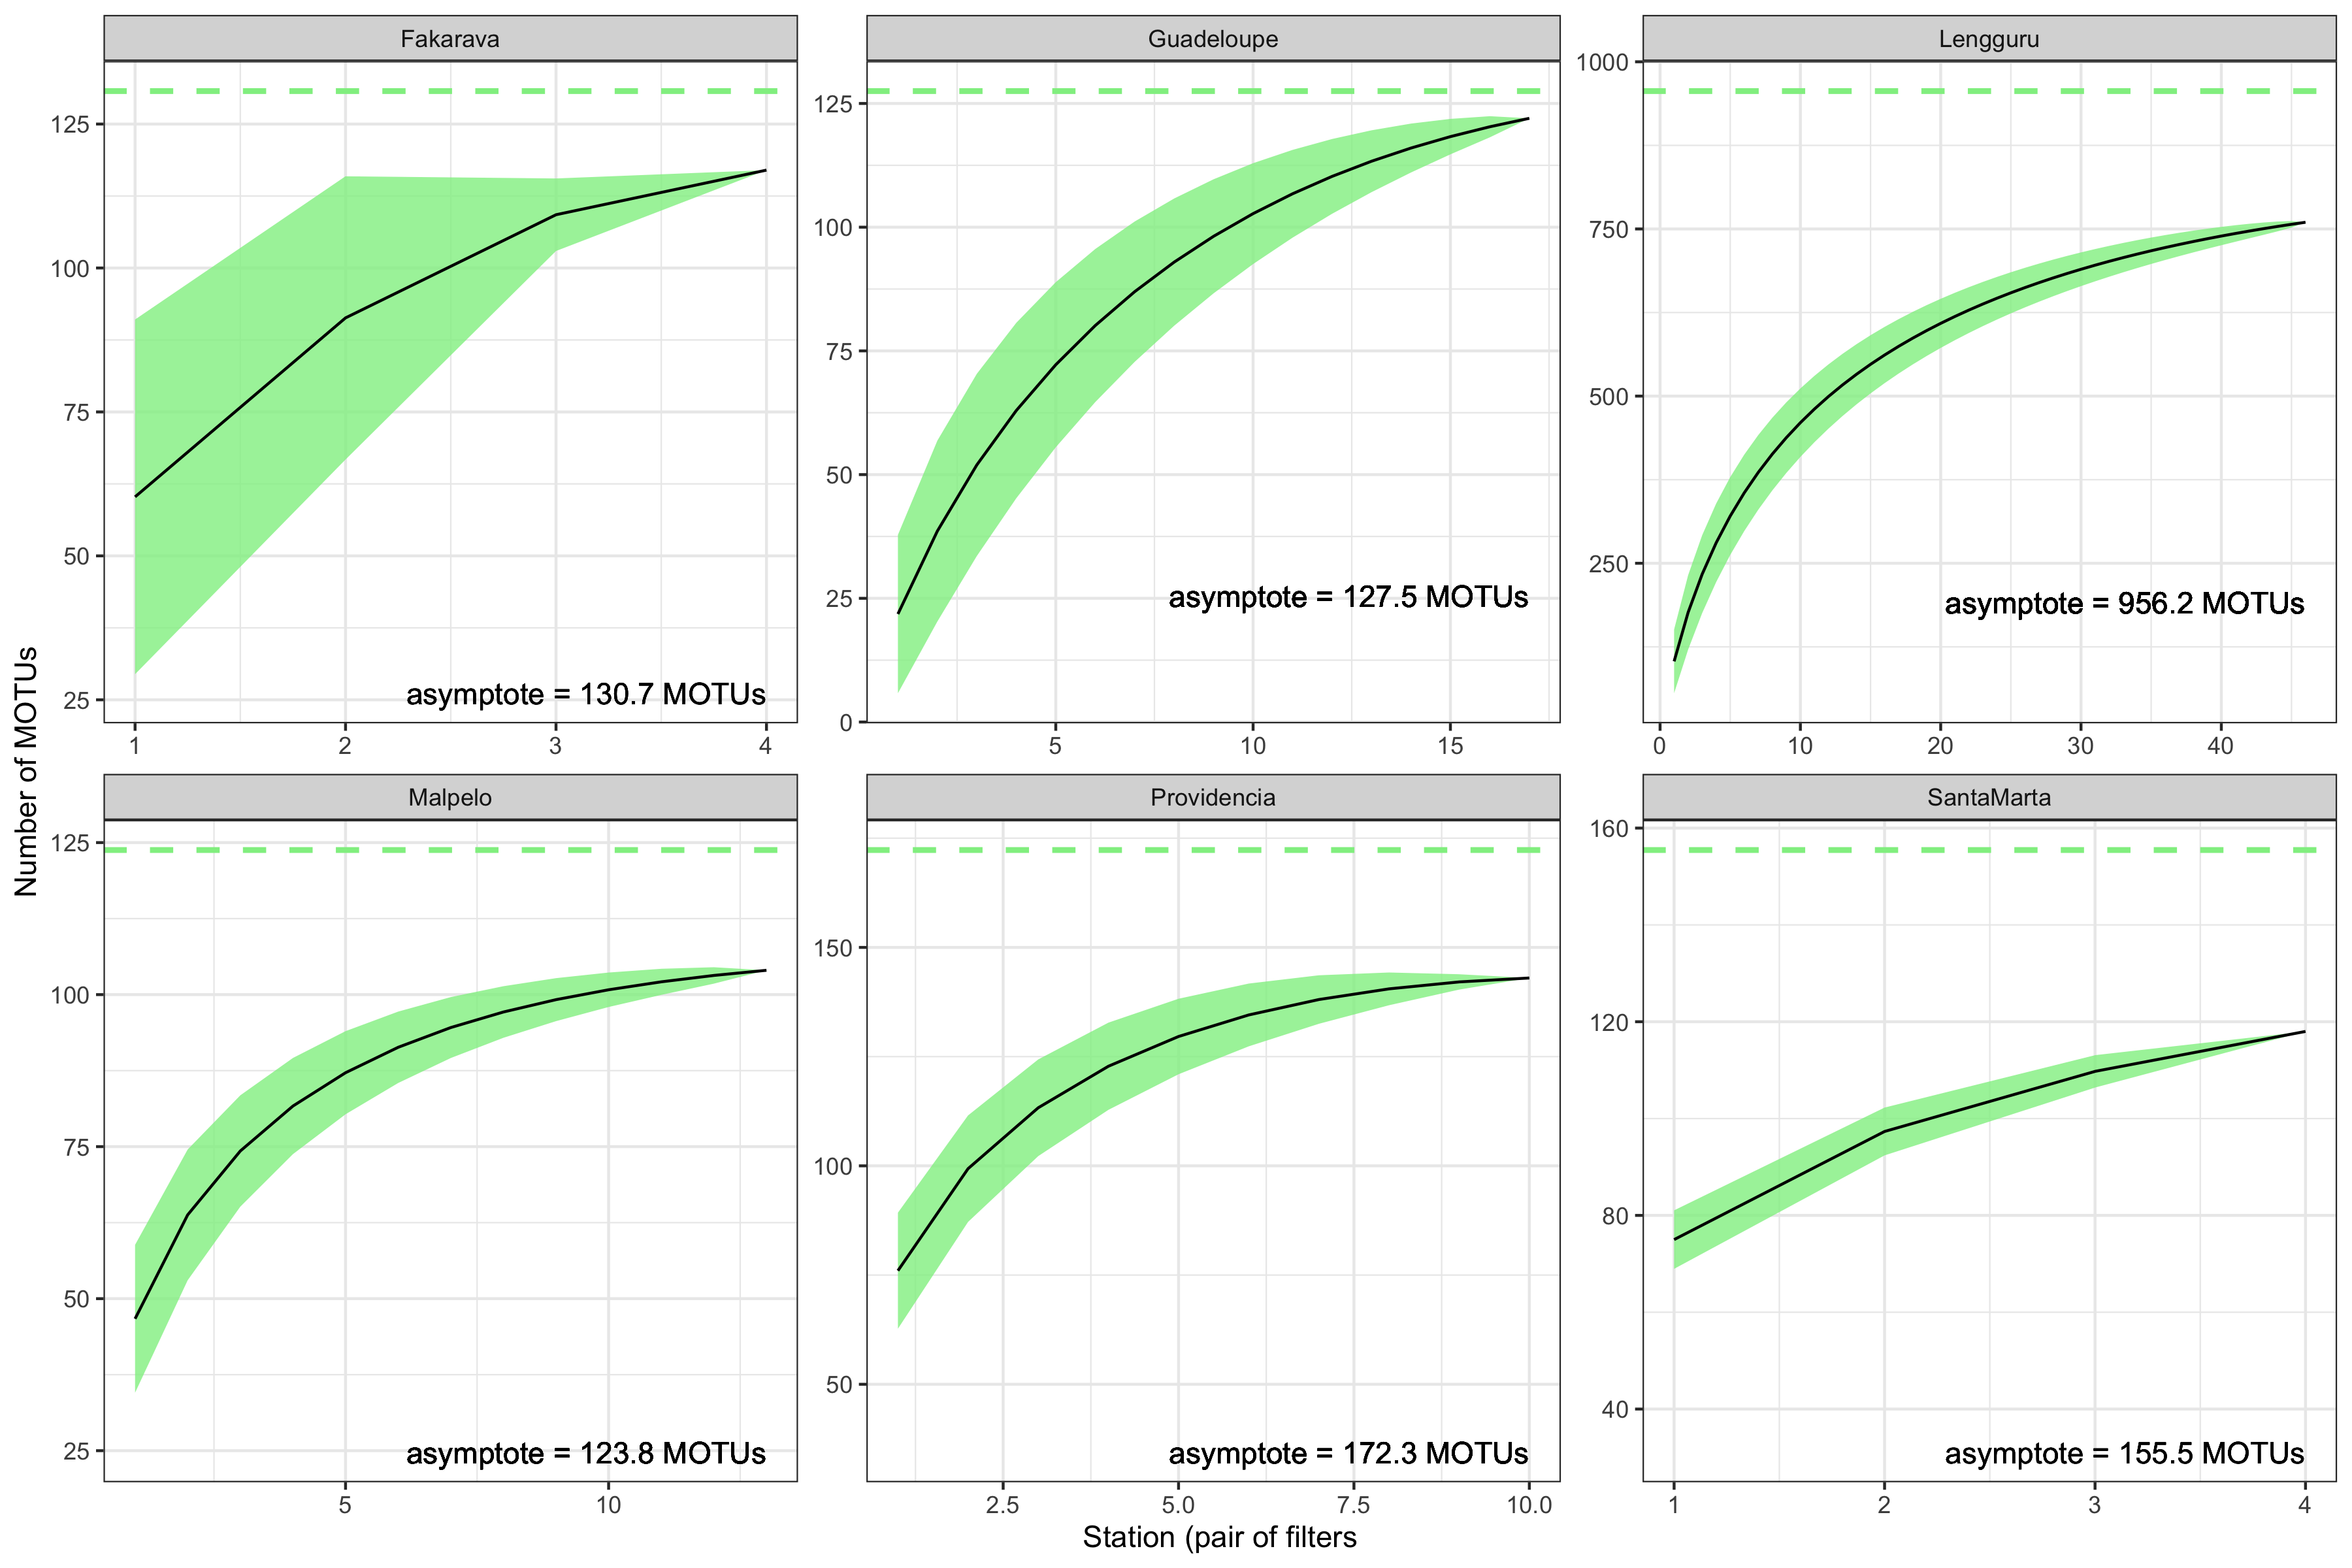 Fakarava
Guadeloupe
Lengguru
125
100
75
50
25
asymptote = 130.7 MOTUs
1 2 3 4
125
100
75
50
25
0
asymptote = 127.5 MOTUs
5 10 15
1000
750
500
250
asymptote = 956.2 MOTUs
0 10 20 30 40
Number of MOTUs
Malpelo
Providencia
SantaMarta
125
100
75
50
25
asymptote = 123.8 MOTUs
5 10
150
100
50
asymptote = 172.3 MOTUs
2.5 5.0 7.5 10.0
160
120
80
40
asymptote = 155.5 MOTUs
1 2 3 4
Station (pair of filters